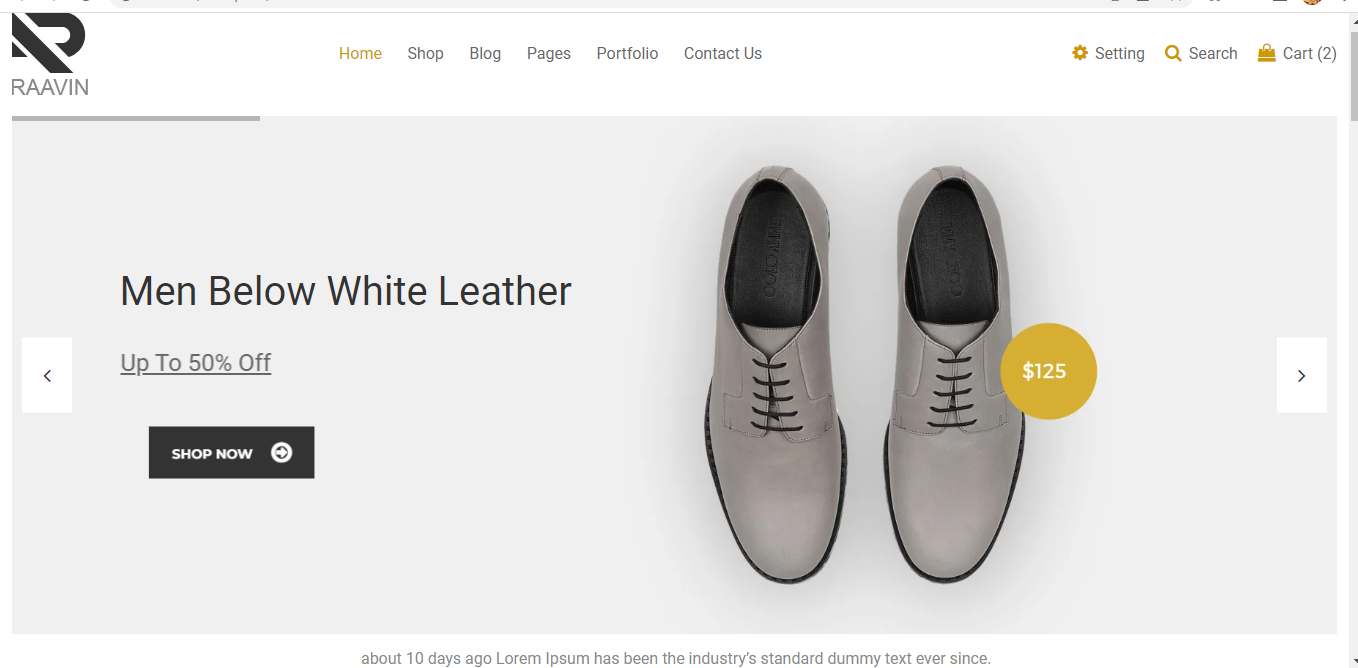 RAAVIN
Home Shop Blog Pages Portfolio Contact Us Setting Search Cart (2)
Men Below White Leather
Up To 50% Off
$125
SHOP NOW
about 10 days ago Lorem Ipsum has been the industry’s standard dummy text ever since.